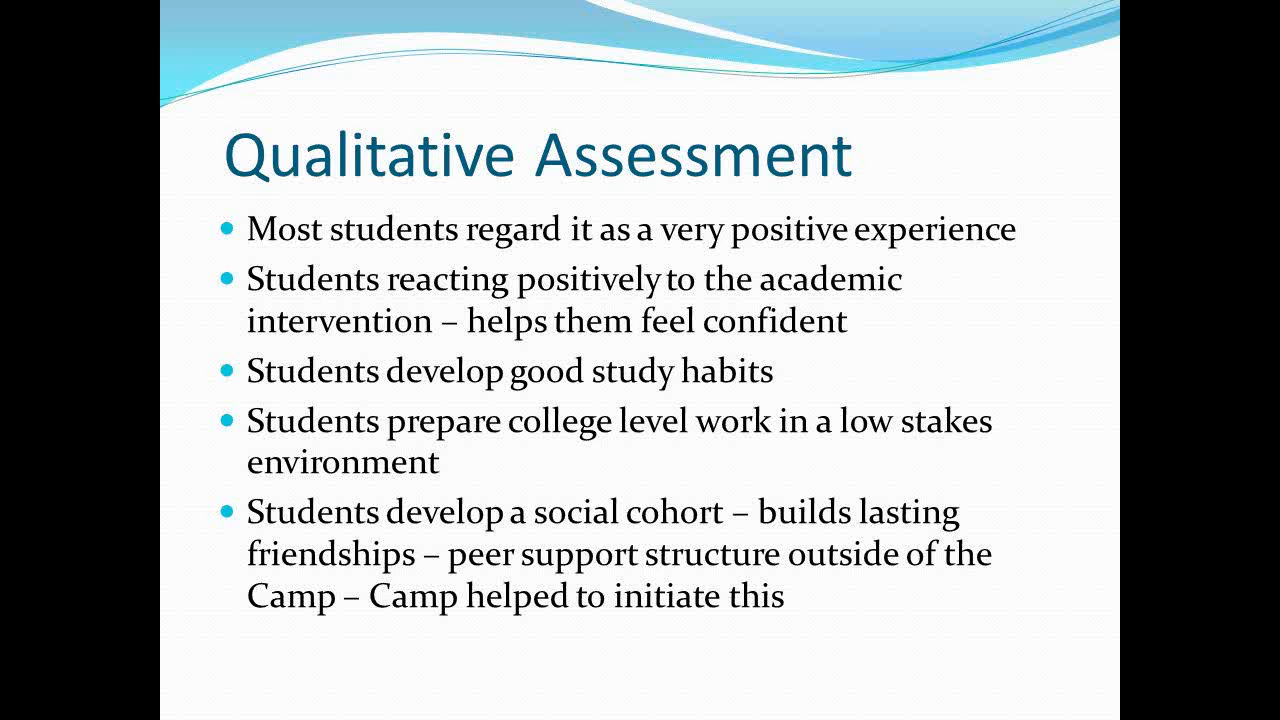 Qualitative Assessment
• Most students regard it as a very positive experience
• Students reacting positively to the academic
intervention – helps them feel confident
• Students develop good study habits
• Students prepare college level work in a low stakes
environment
• Students develop a social cohort – builds lasting
friendships – peer support structure outside of the
Camp – Camp helped to initiate this